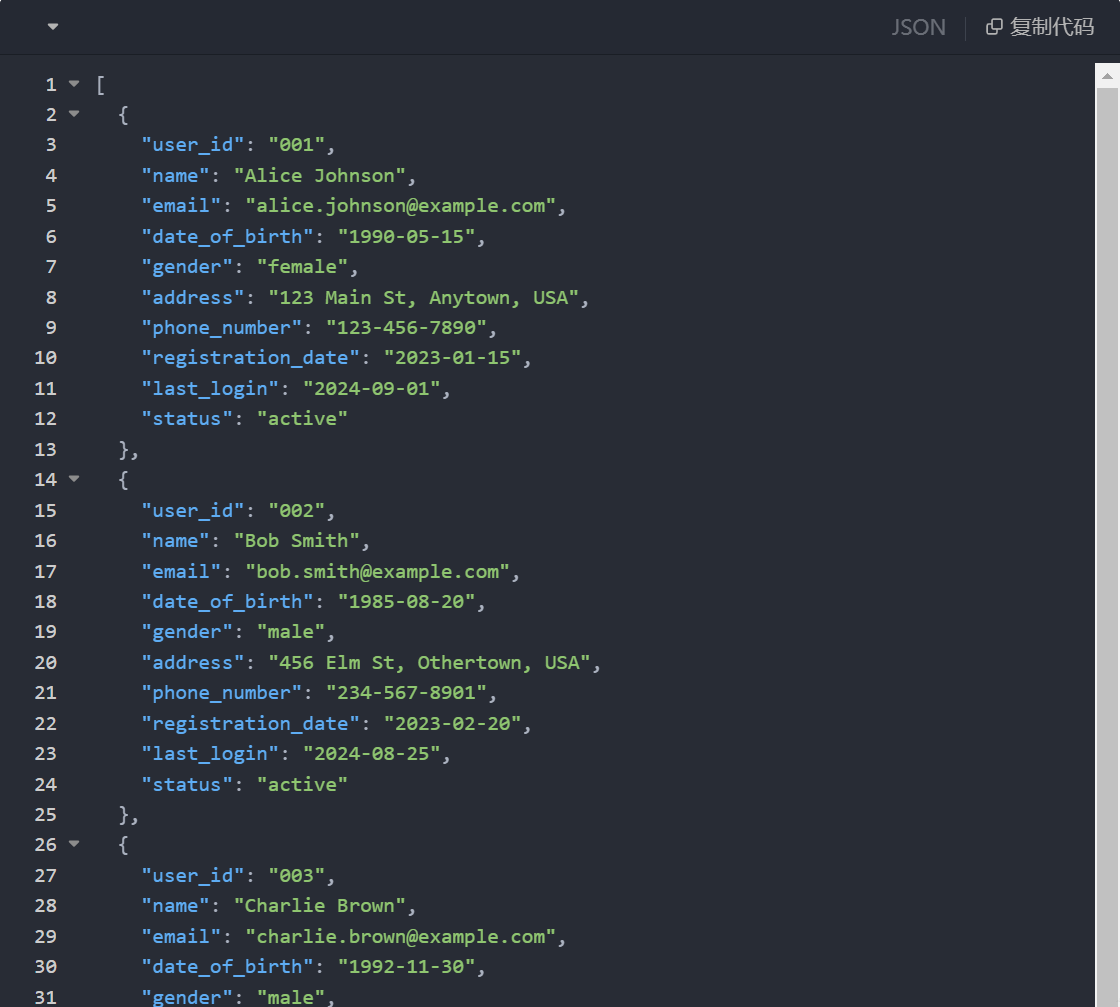 JSON 复制代码
1 [
2 {
3 "user_id": "001",
4 "name": "Alice Johnson",
5 "email": "alice.johnson@example.com",
6 "date_of_birth": "1990-05-15",
7 "gender": "female",
8 "address": "123 Main St, Anytown, USA",
9 "phone_number": "123-456-7890",
10 "registration_date": "2023-01-15",
11 "last_login": "2024-09-01",
12 "status": "active"
13 },
14 {
15 "user_id": "002",
16 "name": "Bob Smith",
17 "email": "bob.smith@example.com",
18 "date_of_birth": "1985-08-20",
19 "gender": "male",
20 "address": "456 Elm St, Othertown, USA",
21 "phone_number": "234-567-8901",
22 "registration_date": "2023-02-20",
23 "last_login": "2024-08-25",
24 "status": "active"
25 },
26 {
27 "user_id": "003",
28 "name": "Charlie Brown",
29 "email": "charlie.brown@example.com",
30 "date_of_birth": "1992-11-30",
31 "gender": "male",